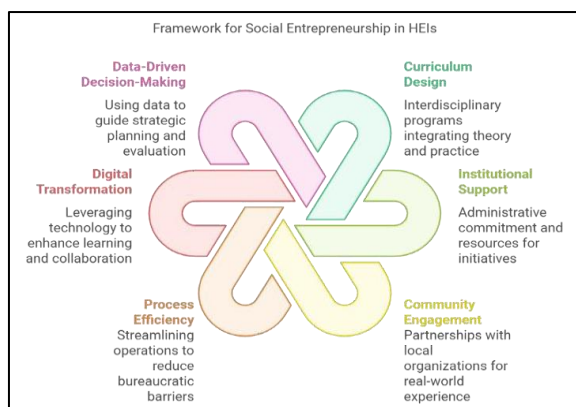 Framework for Social Entrepreneurship in HEIs
Data-Driven
Decision-Making
Using data to
guide strategic
planning and
evaluation
Curriculum
Design
Interdisciplinary
programs
integrating theory
and practice
Digital
Transformation
Leveraging
technology to
enhance learning
and collaboration
Institutional
Support
Administrative
commitment and
resources for
initiatives
Process
Efficiency
Streamlining
operations to
reduce
bureaucratic
barriers
Community
Engagement
Partnerships with
local
organizations for
real-world
experience